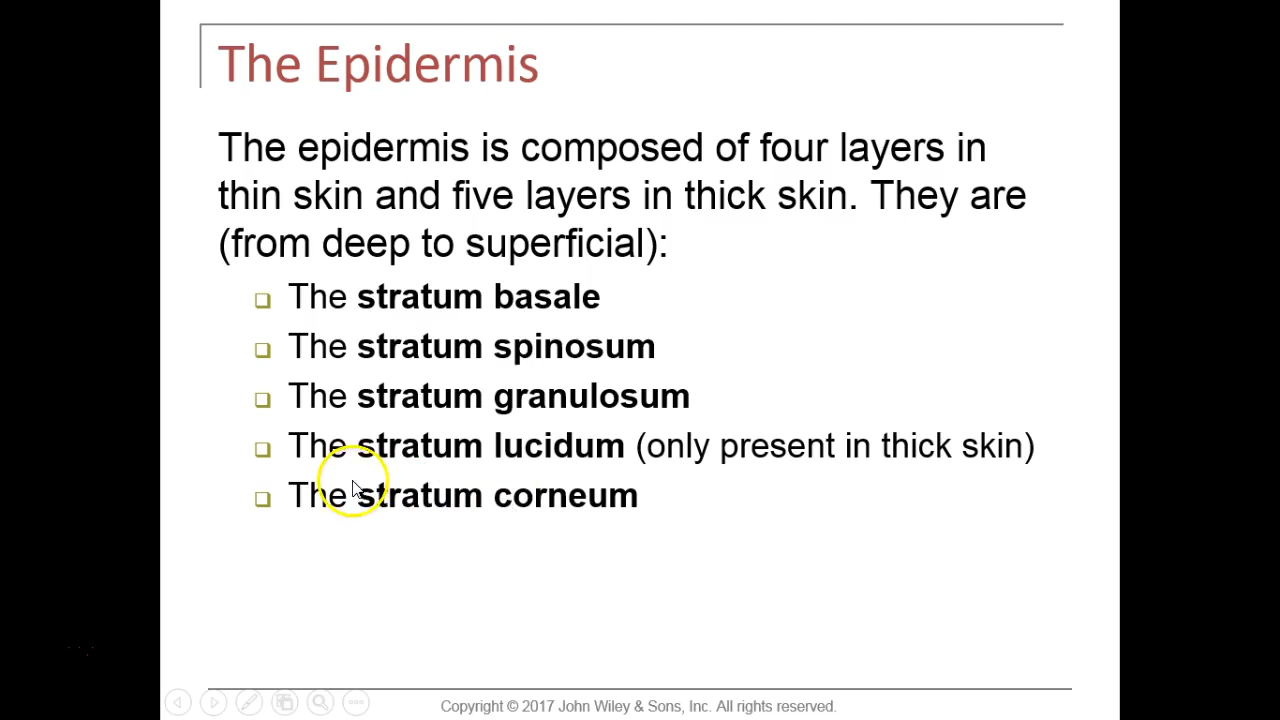 The Epidermis
The epidermis is composed of four layers in
thin skin and five layers in thick skin. They are
(from deep to superficial):
The stratum basale
The stratum spinosum
The stratum granulosum
The stratum lucidum (only present in thick skin)
The stratum corneum
Copyright © 2017 John Wiley & Sons, Inc. All rights reserved.